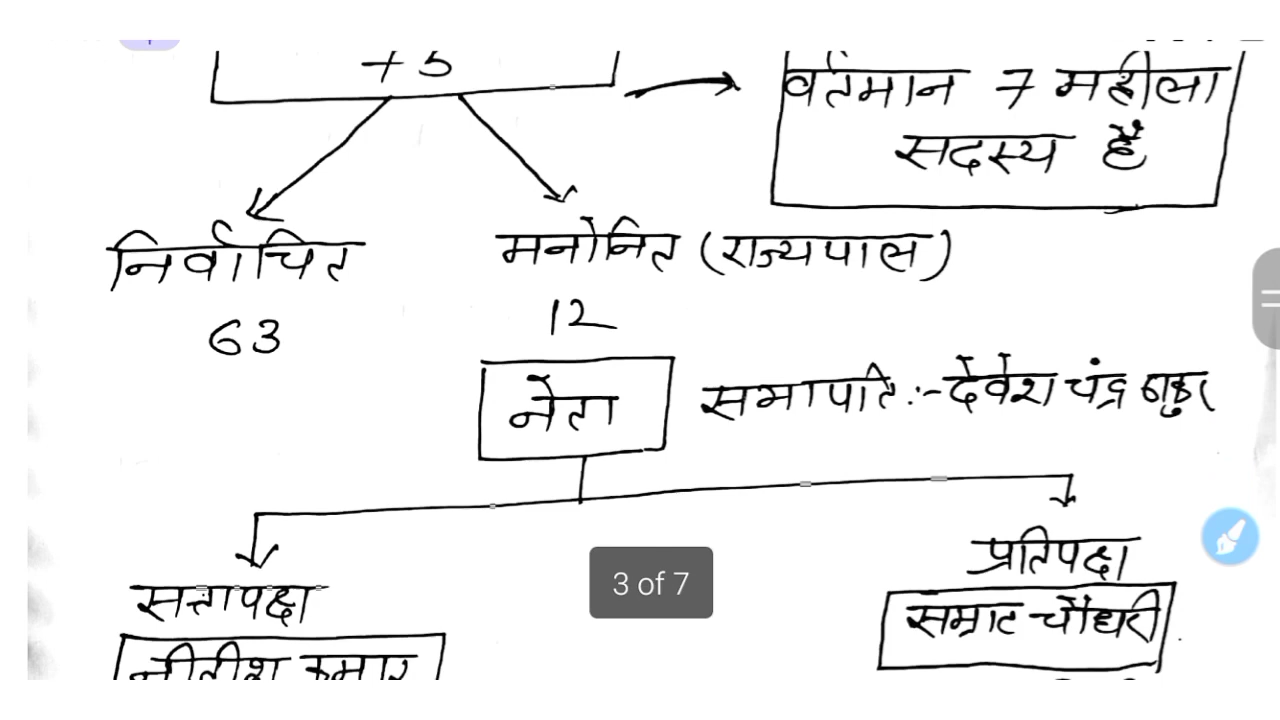 75
वर्तमान 7 महीला
सदस्य हैं
निर्वाचित
मनोनित (राज्यपाल)
63
12
नेता
सभापति :- देवेश चंद्र ठाकुर
प्रतिपक्ष
सत्तापक्ष
3 of 7
सम्राट चौधरी
नीतीश कुमार